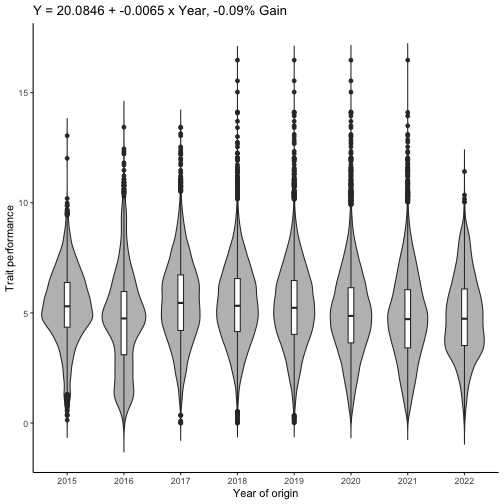 Y = 20.0846 + -0.0065 x Year, -0.09% Gain
Trait performance
15
10
5
0
2015 2016 2017 2018 2019 2020 2021 2022
Year of origin